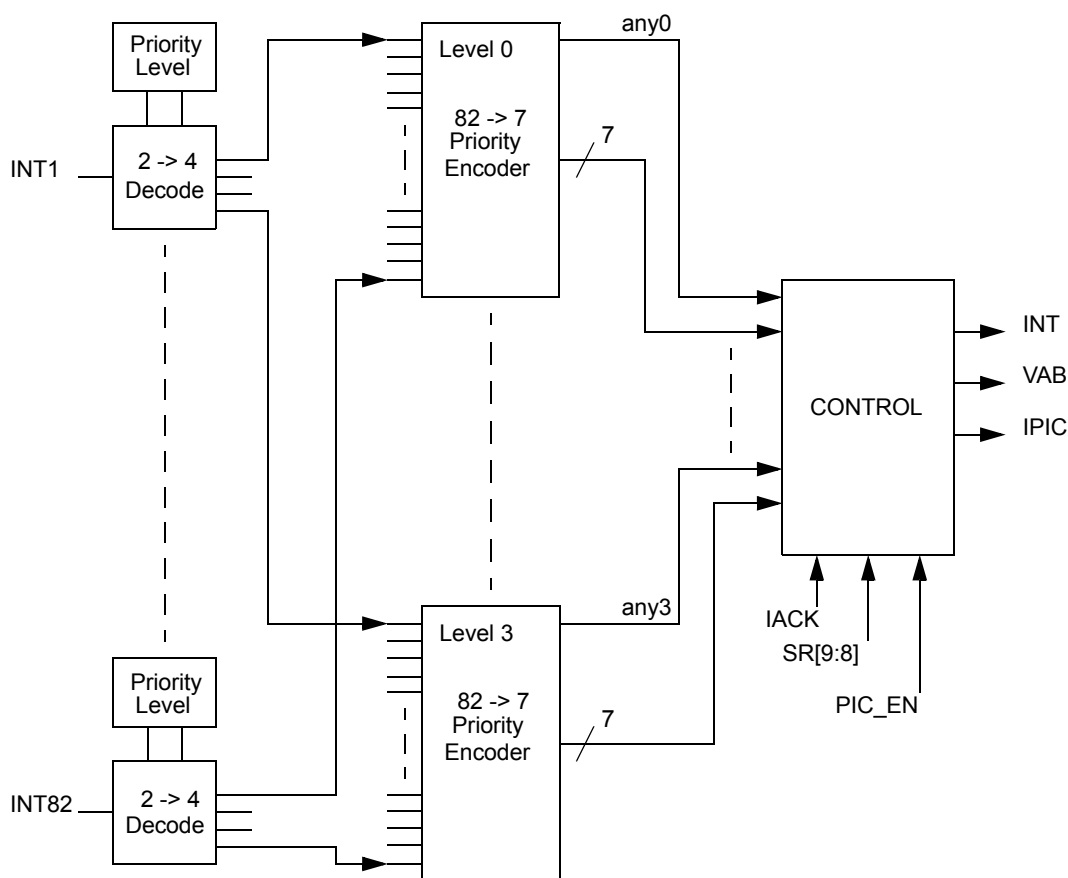 Priority
Level
INT1
2 -> 4
Decode
Level 0
82 -> 7
Priority
Encoder
any0
7
CONTROL
INT
VAB
IPIC
IACK
SR[9:8]
PIC_EN
Priority
Level
INT82
2 -> 4
Decode
Level 3
82 -> 7
Priority
Encoder
any3
7